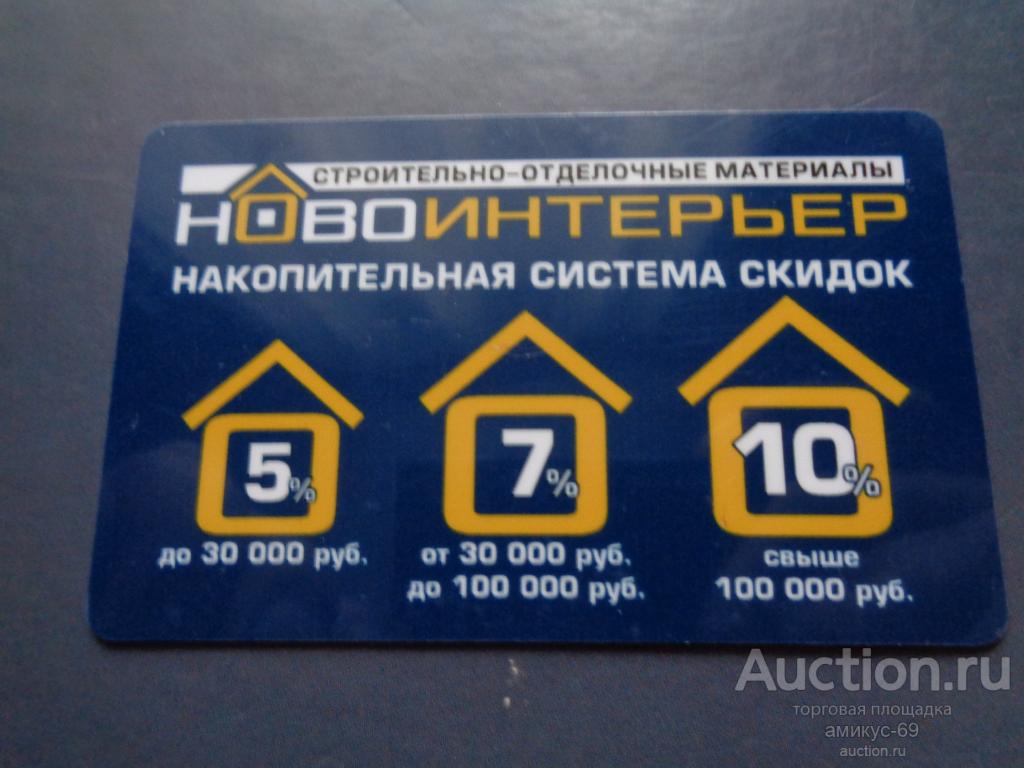 СТРОИТЕЛЬНО-ОТДЕЛОЧНЫЕ МАТЕРИАЛЫ
НОВОИНТЕРЬЕР
НАКОПИТЕЛЬНАЯ СИСТЕМА СКИДОК
5% 7% 10%
до 30 000 руб. от 30 000 руб. свыше
до 100 000 руб. 100 000 руб.
Auction.ru
торговая площадка
амикус-69
auction.ru